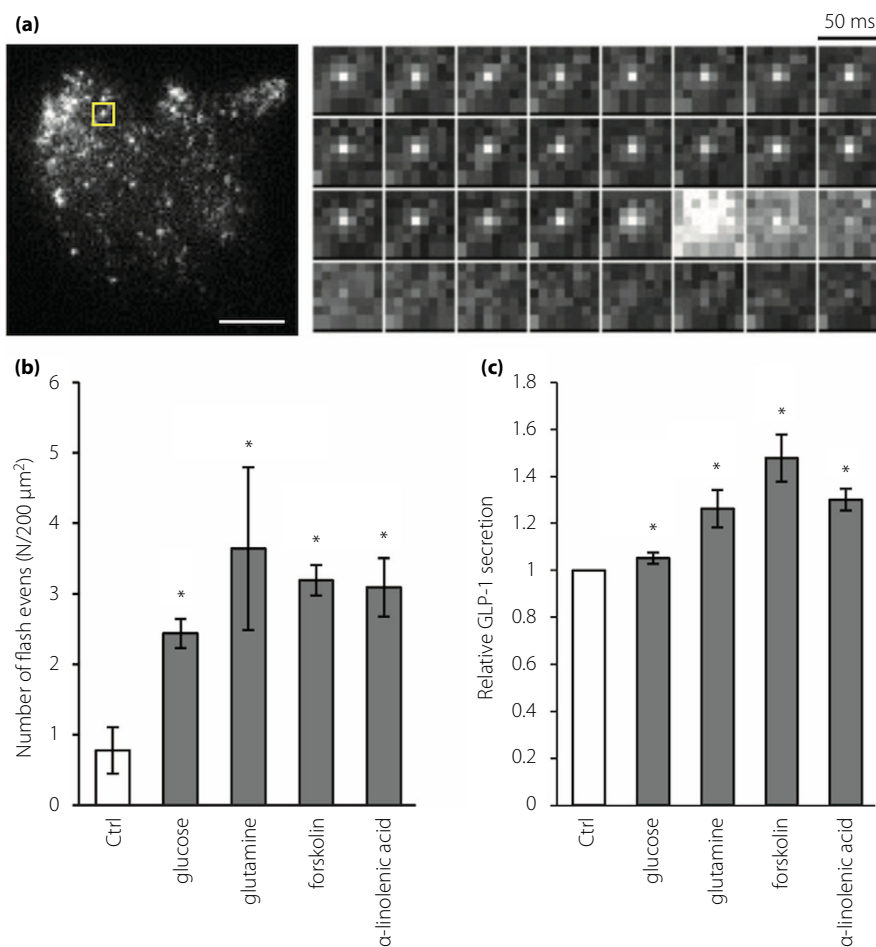 (a)
50 ms
(b)
6
5
4
3
2
1
0
Number of flash evens (N/200 μm²)
Ctrl
glucose
glutamine
forskolin
α-linolenic acid
*
*
*
*
(c)
1.8
1.6
1.4
1.2
1
0.8
0.6
0.4
0.2
0
Relative GLP-1 secretion
Ctrl
glucose
glutamine
forskolin
α-linolenic acid
*
*
*
*